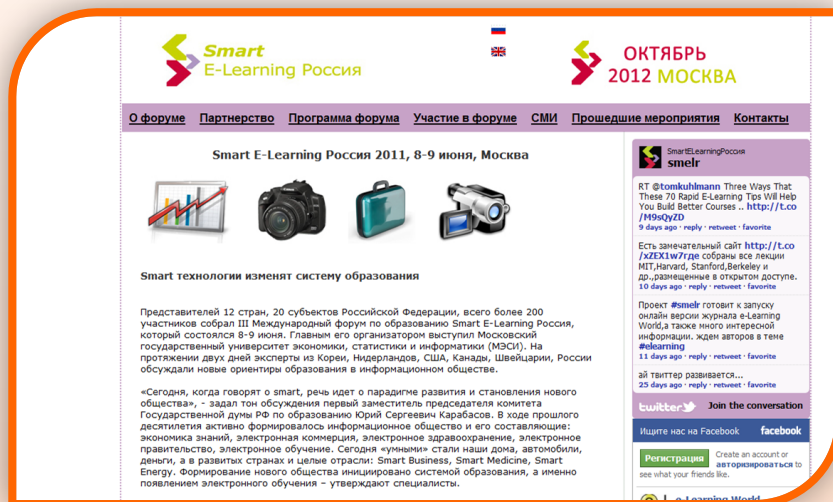 Smart
E-Learning Россия
ОКТЯБРЬ
2012 МОСКВА
О форуме Партнерство Программа форума Участие в форуме СМИ Прошедшие мероприятия Контакты
Smart E-Learning Россия 2011, 8-9 июня, Москва
Smart технологии изменят систему образования
Представителей 12 стран, 20 субъектов Российской Федерации, всего более 200
участников собрал III Международный форум по образованию Smart E-Learning Россия,
который состоялся 8-9 июня. Главным его организатором выступил Московский
государственный университет экономики, статистики и информатики (МЭСИ). На
протяжении двух дней эксперты из Кореи, Нидерландов, США, Канады, Швейцарии, России
обсуждали новые ориентиры образования в информационном обществе.
«Сегодня, когда говорят о smart, речь идет о парадигме развития и становления нового
общества», - задал тон обсуждения первый заместитель председателя комитета
Государственной думы РФ по образованию Юрий Сергеевич Карабасов. В ходе прошлого
десятилетия активно формировалось информационное общество и его составляющие:
экономика знаний, электронная коммерция, электронное здравоохранение, электронное
правительство, электронное обучение. Сегодня «умными» стали наши дома, автомобили,
деньги, а в развитых странах и целые отрасли: Smart Business, Smart Medicine, Smart
Energy. Формирование нового общества инициировано системой образования, а именно
появлением электронного обучения – утверждают специалисты.
SmartELearningРоссия
smelr
RT @tomkuhlmann Three Ways That
These 70 Rapid E-Learning Tips Will Help
You Build Better Courses .. http://t.co
/M9sQyZD
9 days ago · reply · retweet · favorite
Есть замечательный сайт http://t.co
/xZEX1w7где собраны все лекции
MIT,Harvard, Stanford,Berkeley и
др.,размещенные в открытом доступе.
10 days ago · reply · retweet · favorite
Проект #smelr готовит к запуску
онлайн версии журнала e-Learning
World,а также много интересной
информации. ждем авторов в теме
#elearning
11 days ago · reply · retweet · favorite
ай твиттер развивается...
25 days ago · reply · retweet · favorite
twitter Join the conversation
Ищите нас на Facebook facebook
Регистрация Create an account or
авторизироваться to
see what your friends like.
e-Learning World